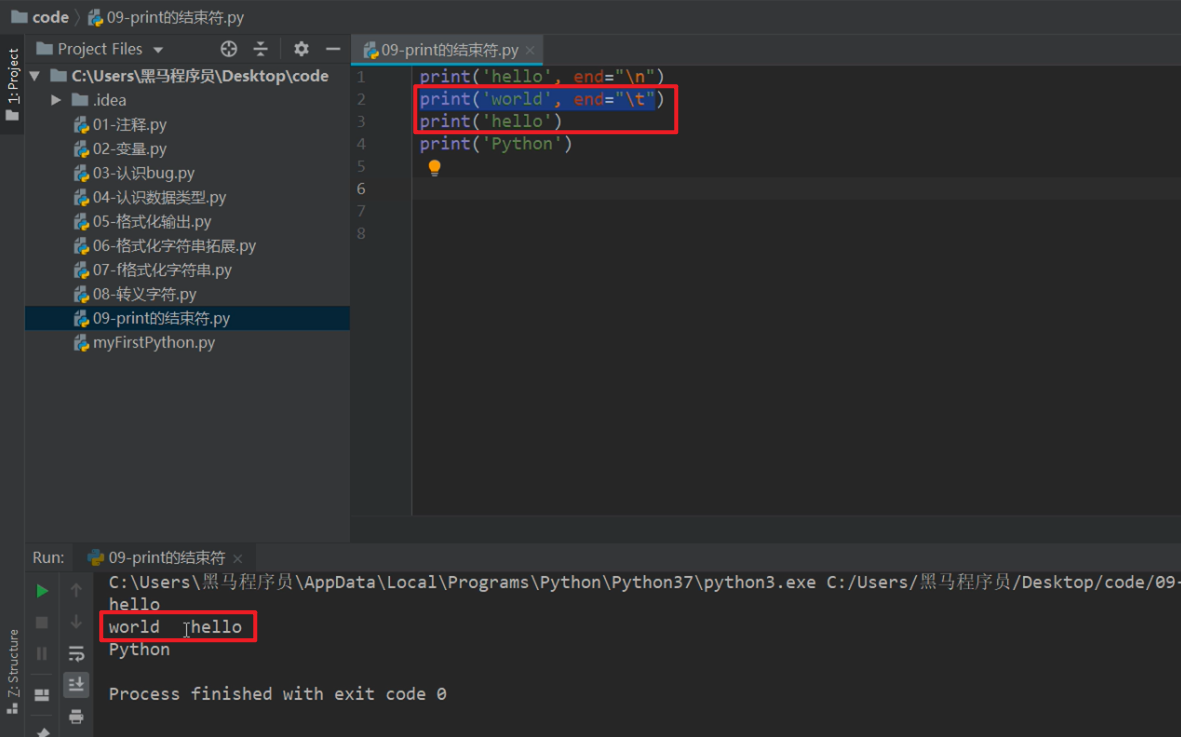 code 09-print的结束符.py
Project Files
09-print的结束符.py
1: Project
C:\Users\黑马程序员\Desktop\code
.idea
01-注释.py
02-变量.py
03-认识bug.py
04-认识数据类型.py
05-格式化输出.py
06-格式化字符串拓展.py
07-f格式化字符串.py
08-转义字符.py
09-print的结束符.py
myFirstPython.py
1 print('hello', end="\n")
2 print('world', end="\t")
3 print('hello')
4 print('Python')
5
6
7
8
Run: 09-print的结束符
C:\Users\黑马程序员\AppData\Local\Programs\Python\Python37\python3.exe C:/Users/黑马程序员/Desktop/code/09-
hello
world hello
Python
Process finished with exit code 0
Z: Structure